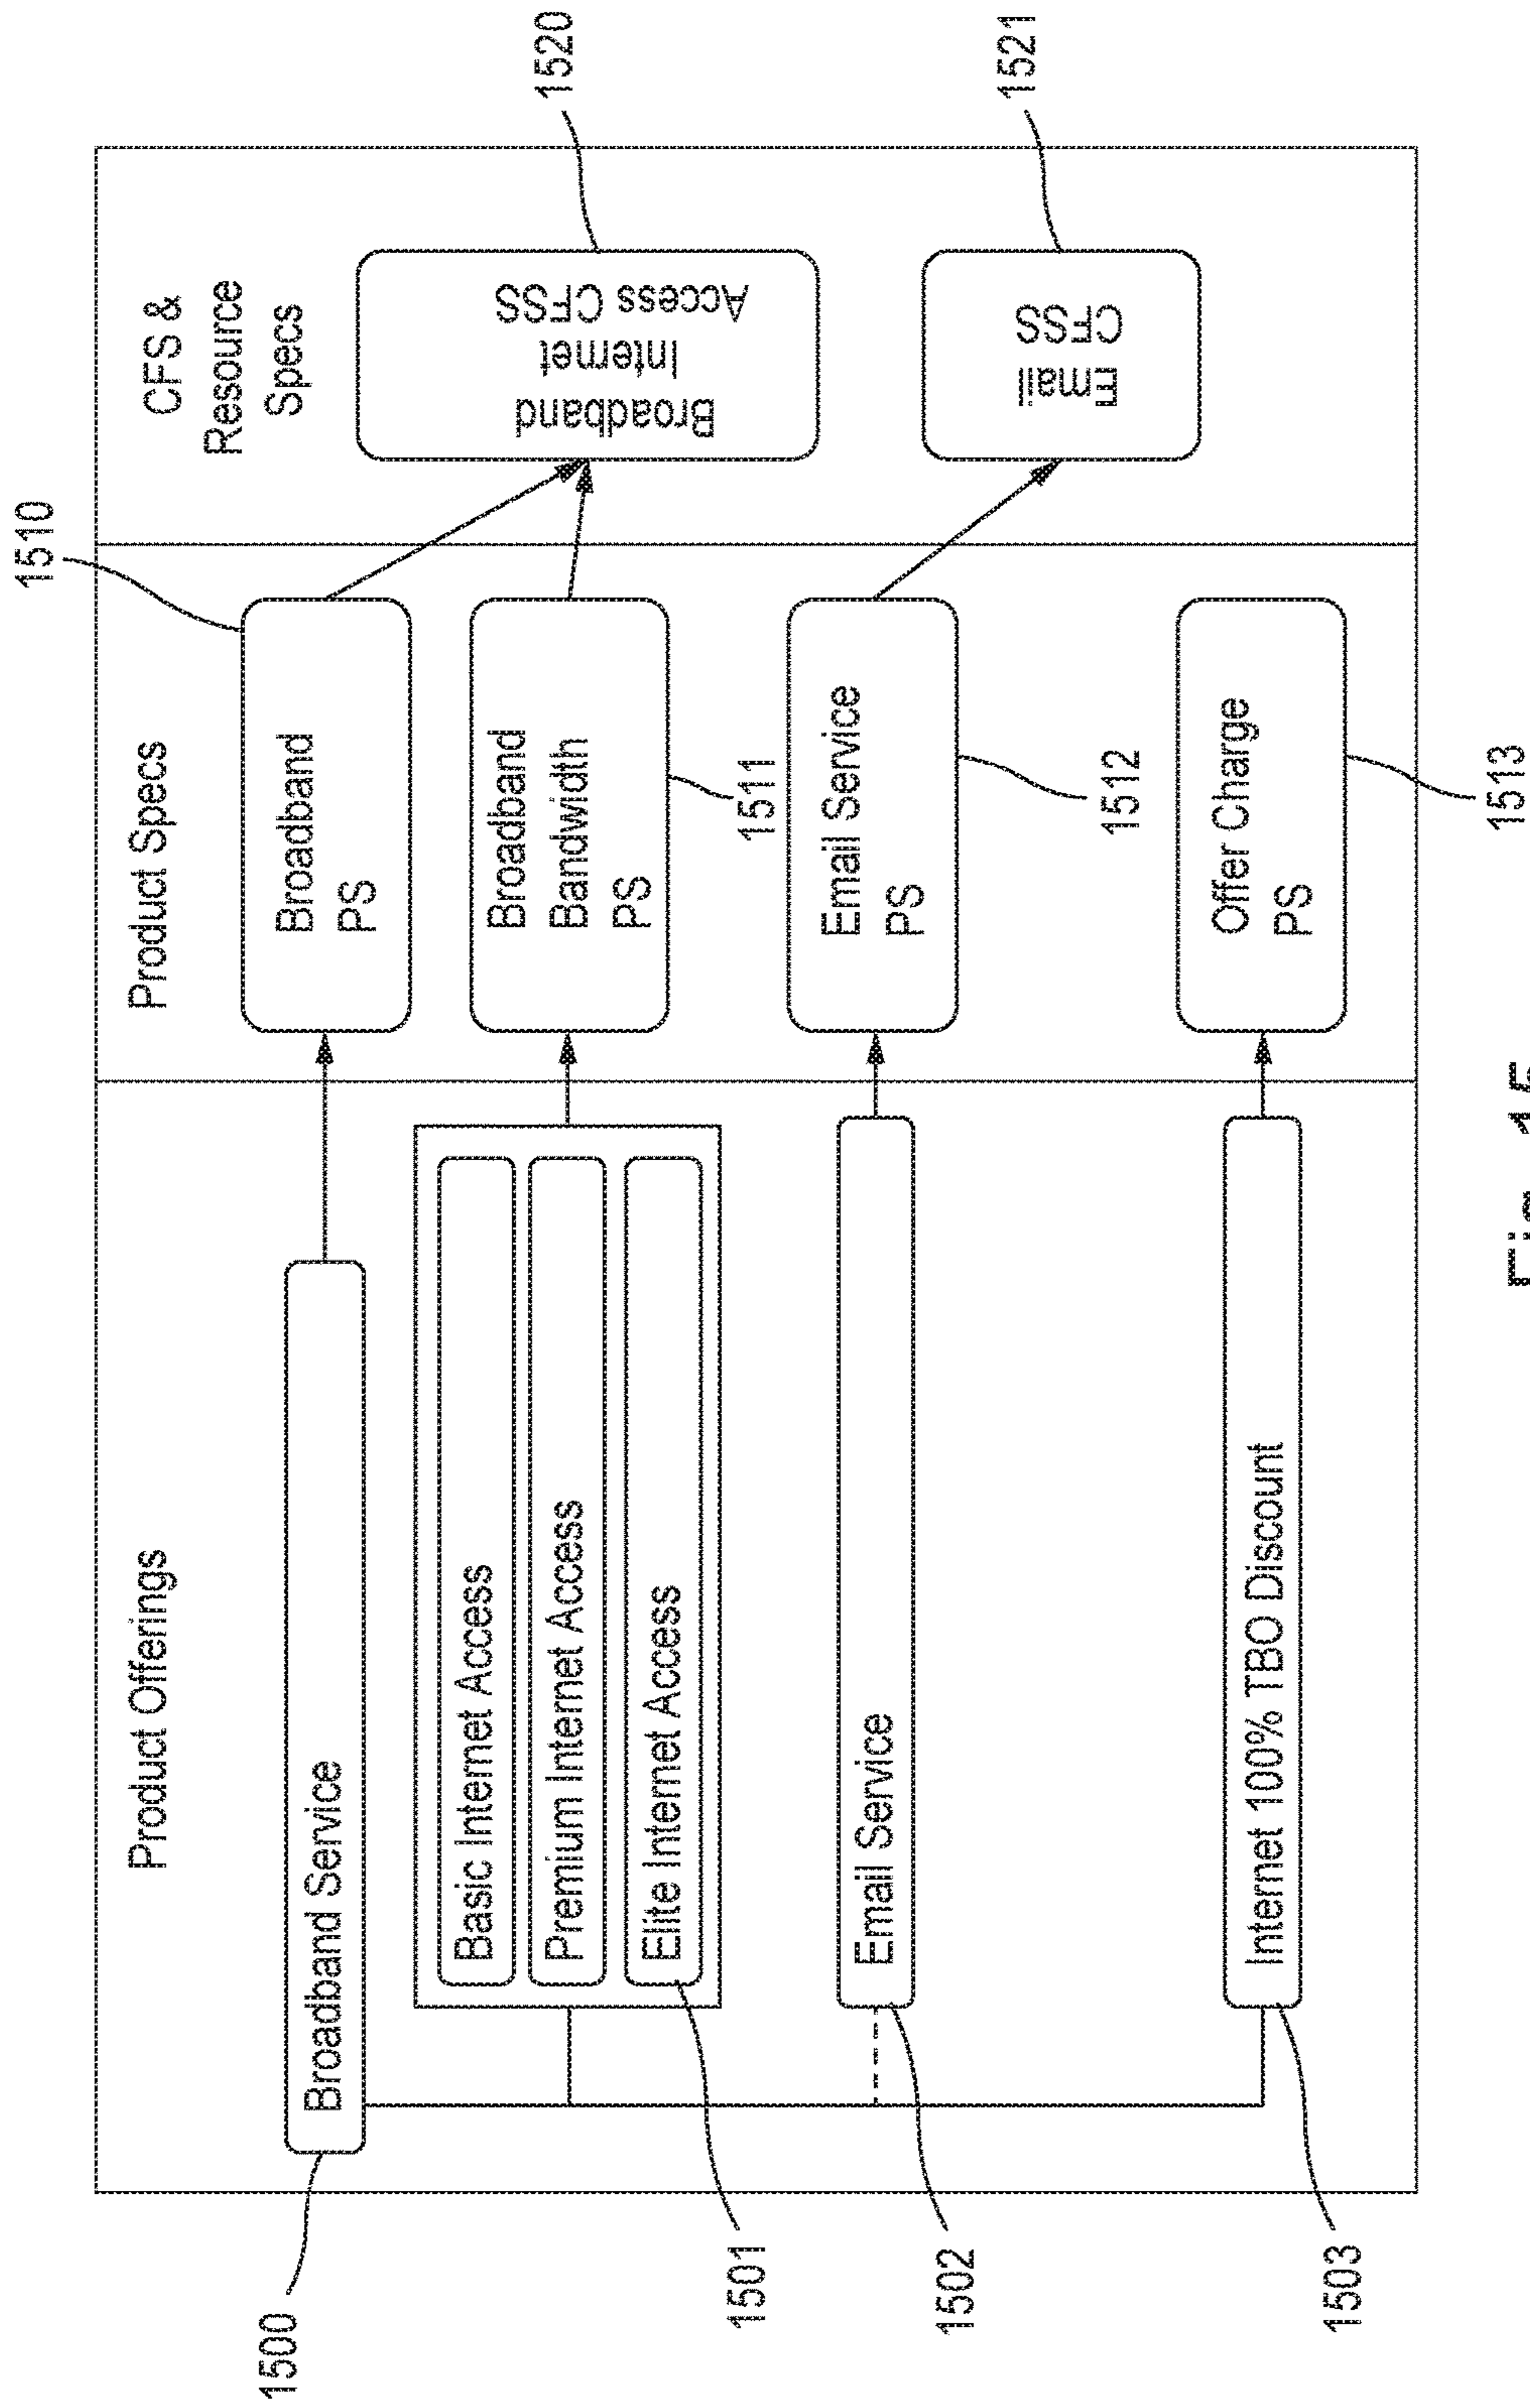 Product Offerings
Product Specs
CFS &
Resource
Specs
1500
Broadband Service
1510
Broadband
PS
1520
Broadband
Internet
Access CFSS
Basic Internet Access
Premium Internet Access
Elite Internet Access
1501
Broadband
Bandwidth
PS
1511
Email Service
1502
Email Service
PS
1512
Email
CFSS
1521
Internet 100% TBO Discount
1503
Offer Charge
PS
1513
Fig. 15